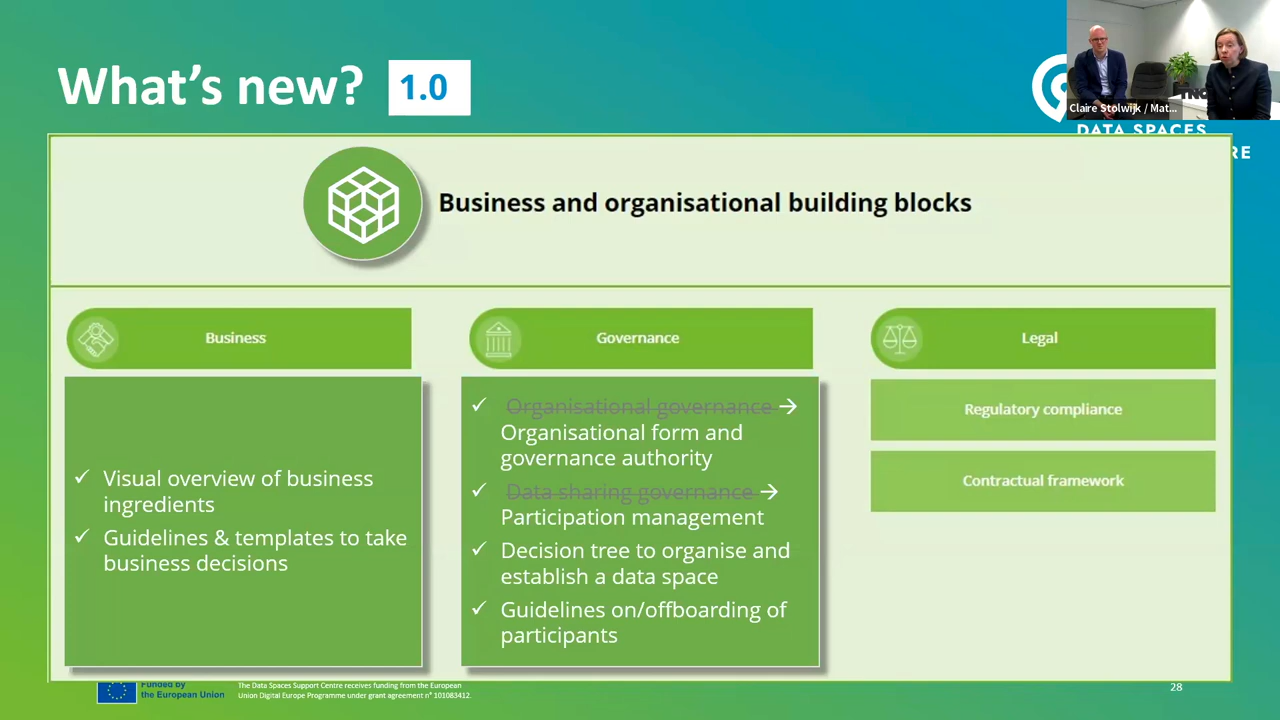 What's new?
1.0
Claire Stolwijk / Mat...
DATA SPACES
RE
Business and organisational building blocks
Business
✓ Visual overview of business
ingredients
✓ Guidelines & templates to take
business decisions
Governance
✓ Organisational governance →
Organisational form and
governance authority
✓ Data sharing governance →
Participation management
✓ Decision tree to organise and
establish a data space
✓ Guidelines on/offboarding of
participants
Legal
Regulatory compliance
Contractual framework
Funded by
the European Union
The Data Spaces Support Centre receives funding from the European
Union Digital Europe Programme under grant agreement n° 101083412.
28